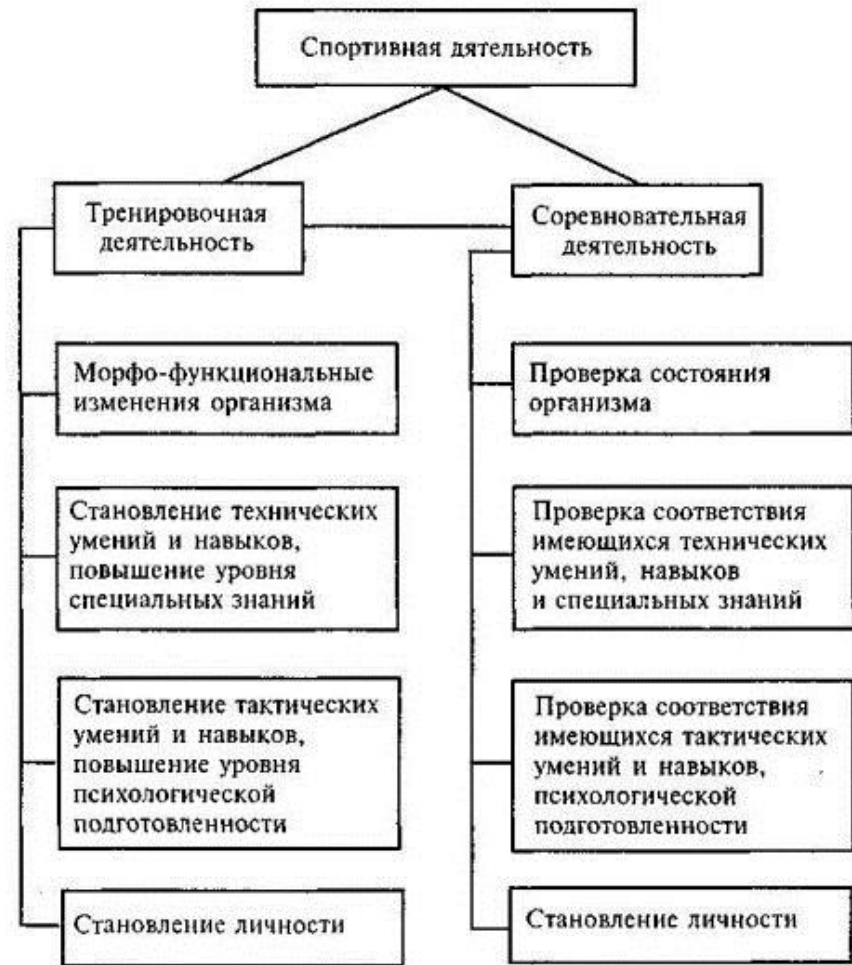 Спортивная дятельность
Тренировочная
деятельность
Соревновательная
деятельность
Морфо-функциональные
изменения организма
Проверка состояния
организма
Становление технических
умений и навыков,
повышение уровня
специальных знаний
Проверка соответствия
имеющихся технических
умений, навыков
и специальных знаний
Становление тактических
умений и навыков,
повышение уровня
психологической
подготовленности
Проверка соответствия
имеющихся тактических
умений и навыков,
психологической
подготовленности
Становление личности
Становление личности